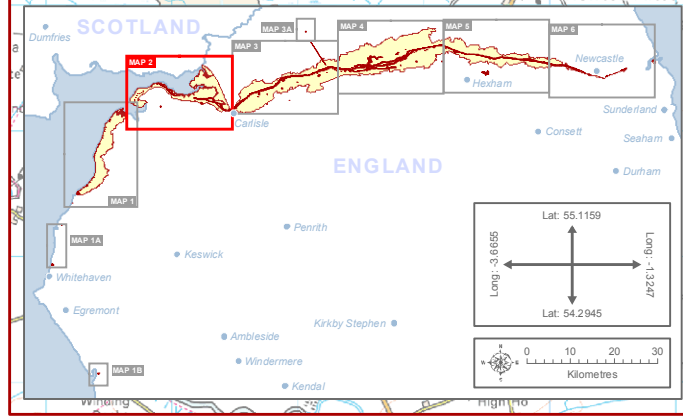 SCOTLAND
Dumfries
MAP 3A
MAP 4
MAP 5
MAP 6
MAP 3
MAP 2
Newcastle
Hexham
Sunderland
Carlisle
Consett
Seaham
ENGLAND
Durham
MAP 1
Lat: 55.1159
Penrith
MAP 1A
Keswick
Long: -3.6655
Long: -1.3247
Whitehaven
Egremont
Lat: 54.2945
Kirkby Stephen
Ambleside
Windermere
N
W
E
S
0 10 20 30
Kilometres
MAP 1B
Kendal
High Ho